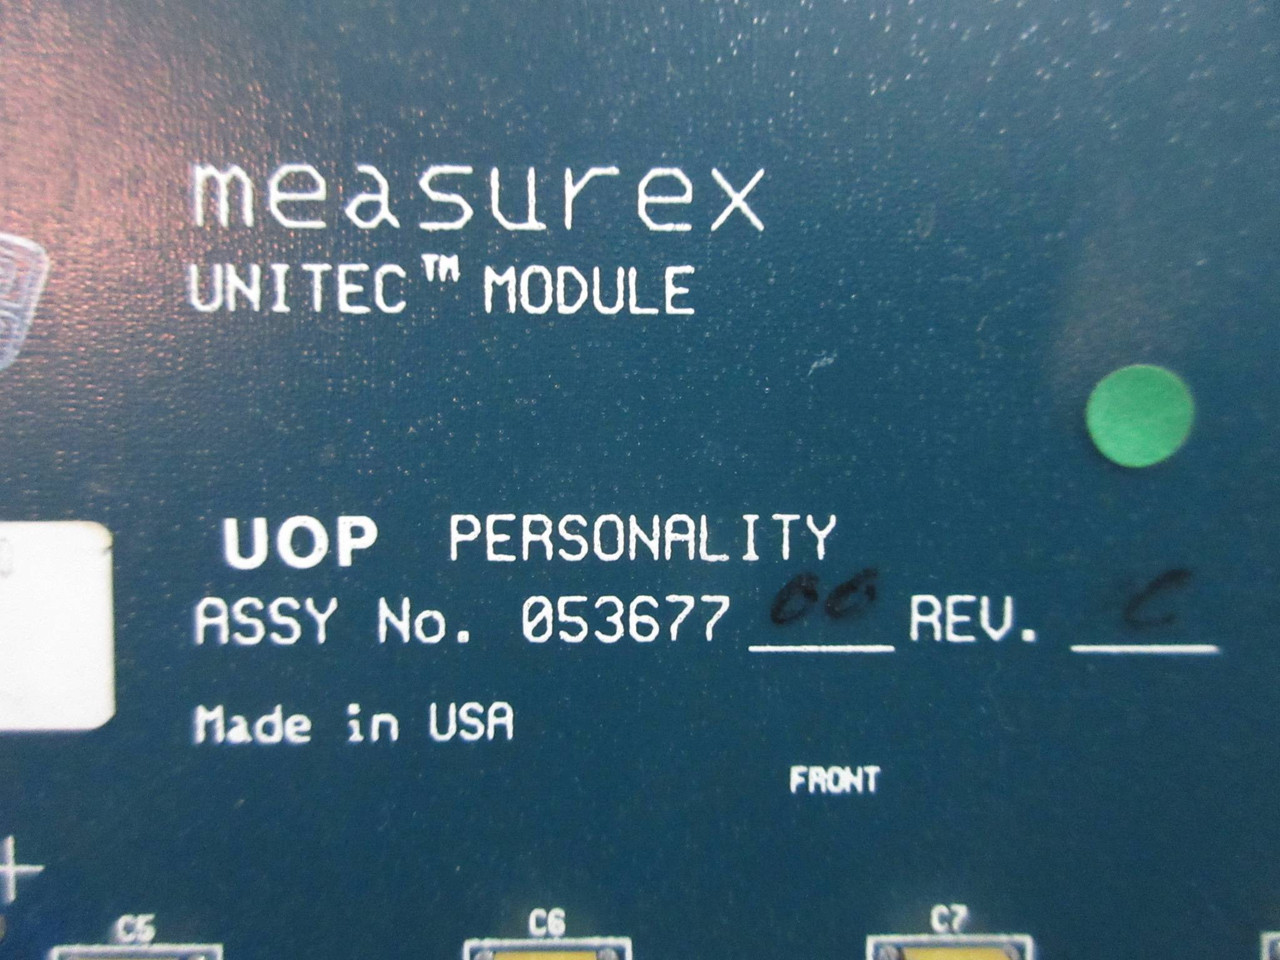 measurex
UNITEC™ MODULE
UOP PERSONALITY
ASSY No. 053677 00 REV. C
Made in USA
FRONT
+
C5 C6 C7